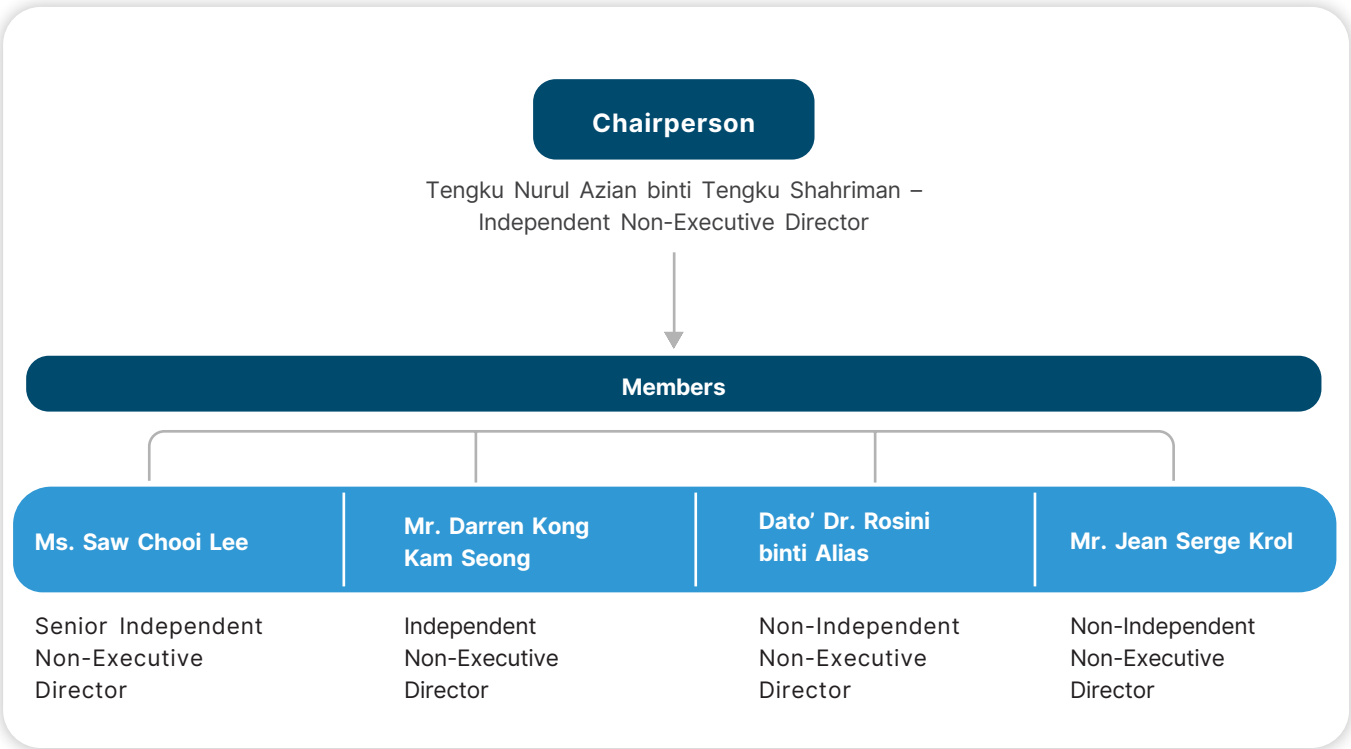 Chairperson
Tengku Nurul Azian binti Tengku Shahriman –
Independent Non-Executive Director
Members
Ms. Saw Chooi Lee
Mr. Darren Kong
Kam Seong
Dato’ Dr. Rosini
binti Alias
Mr. Jean Serge Krol
Senior Independent
Non-Executive
Director
Independent
Non-Executive
Director
Non-Independent
Non-Executive
Director
Non-Independent
Non-Executive
Director